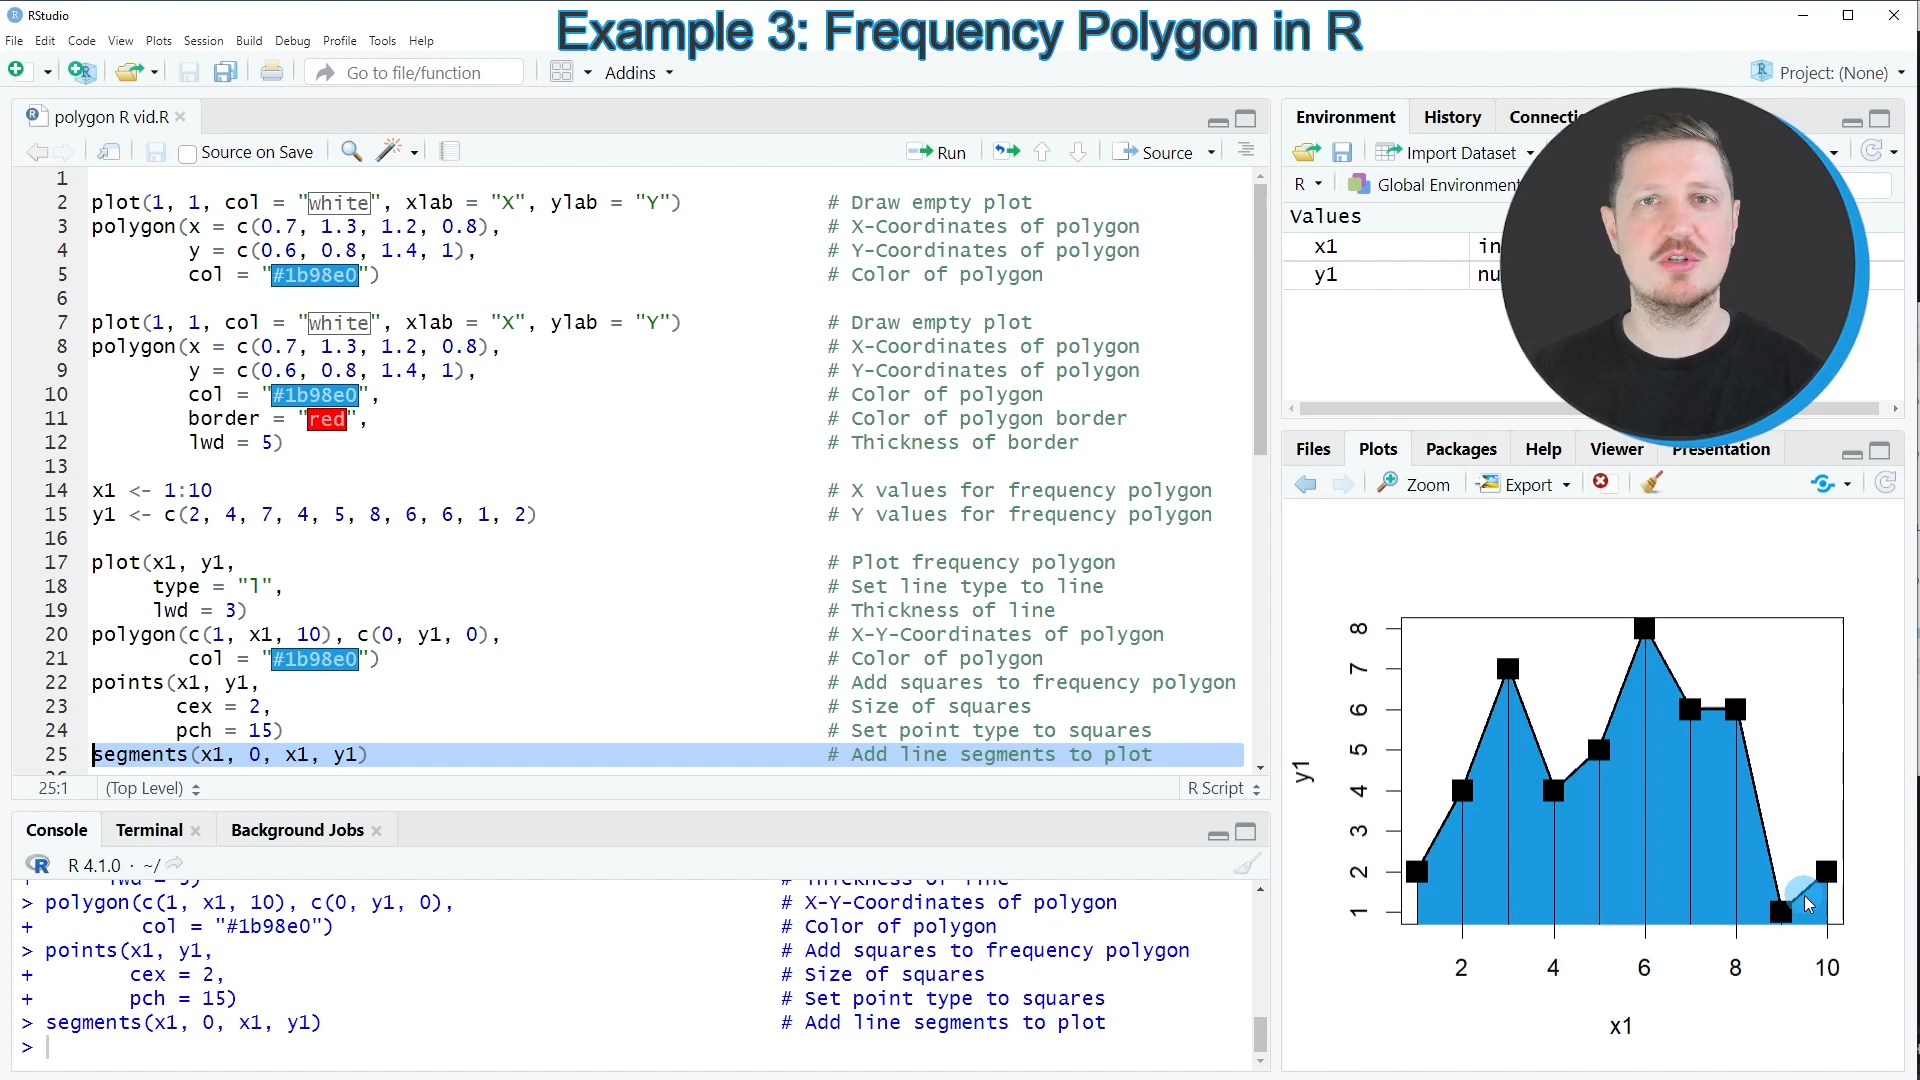 RStudio
Example 3: Frequency Polygon in R
File Edit Code View Plots Session Build Debug Profile Tools Help
Go to file/function Addins Project: (None)
polygon R vid.R
Source on Save Run Source
1
2 plot(1, 1, col = "white", xlab = "X", ylab = "Y") # Draw empty plot
3 polygon(x = c(0.7, 1.3, 1.2, 0.8), # X-Coordinates of polygon
4 y = c(0.6, 0.8, 1.4, 1), # Y-Coordinates of polygon
5 col = "#1b98e0") # Color of polygon
6
7 plot(1, 1, col = "white", xlab = "X", ylab = "Y") # Draw empty plot
8 polygon(x = c(0.7, 1.3, 1.2, 0.8), # X-Coordinates of polygon
9 y = c(0.6, 0.8, 1.4, 1), # Y-Coordinates of polygon
10 col = "#1b98e0", # Color of polygon
11 border = "red", # Color of polygon border
12 lwd = 5) # Thickness of border
13
14 x1 <- 1:10 # X values for frequency polygon
15 y1 <- c(2, 4, 7, 4, 5, 8, 6, 6, 1, 2) # Y values for frequency polygon
16
17 plot(x1, y1, # Plot frequency polygon
18 type = "l", # Set line type to line
19 lwd = 3) # Thickness of line
20 polygon(c(1, x1, 10), c(0, y1, 0), # X-Y-Coordinates of polygon
21 col = "#1b98e0") # Color of polygon
22 points(x1, y1, # Add squares to frequency polygon
23 cex = 2, # Size of squares
24 pch = 15) # Set point type to squares
25 segments(x1, 0, x1, y1) # Add line segments to plot
25:1 (Top Level) R Script
Console Terminal Background Jobs
R 4.1.0 · ~/
> polygon(c(1, x1, 10), c(0, y1, 0), # X-Y-Coordinates of polygon
+ col = "#1b98e0") # Color of polygon
> points(x1, y1, # Add squares to frequency polygon
+ cex = 2, # Size of squares
+ pch = 15) # Set point type to squares
> segments(x1, 0, x1, y1) # Add line segments to plot
>
Environment History Connecti
Import Dataset
R Global Environment
Values
x1 in
y1 nu
Files Plots Packages Help Viewer Presentation
Zoom Export
8
7
6
5
4
3
2
1
y1
2 4 6 8 10
x1